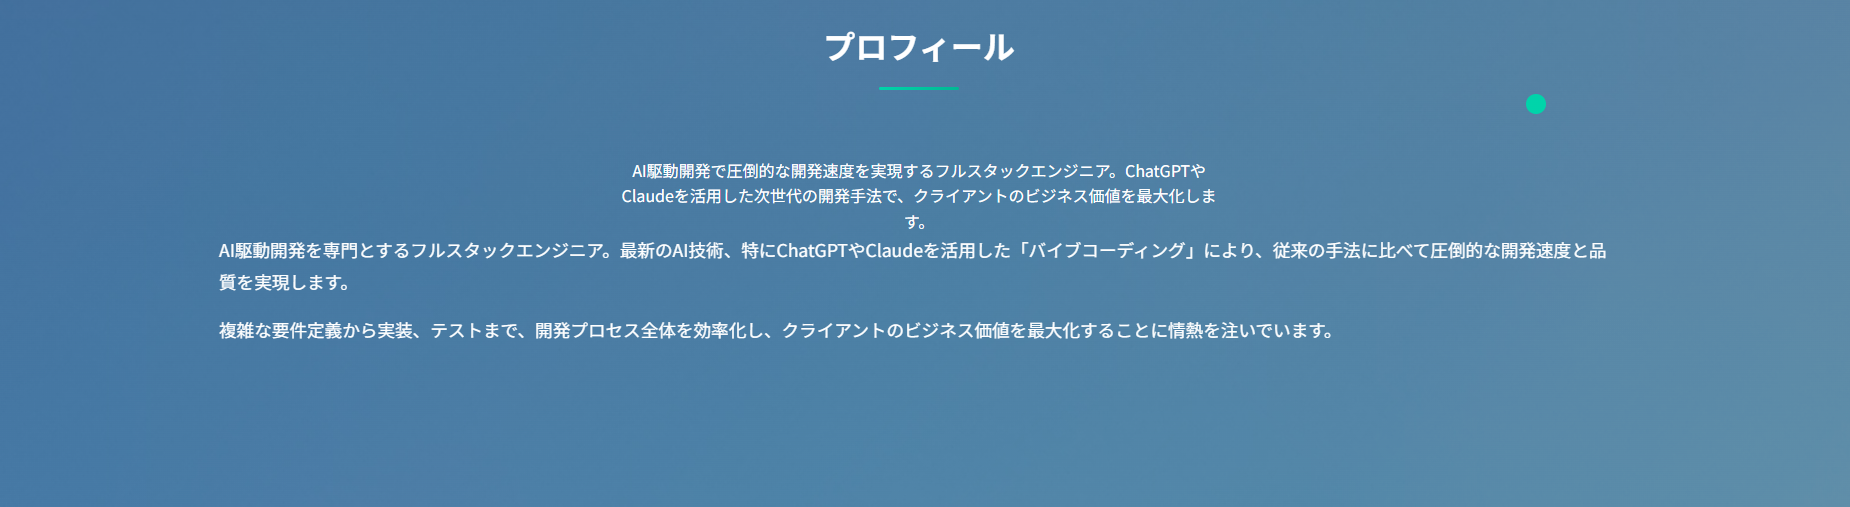 プロフィール
AI駆動開発で圧倒的な開発速度を実現するフルスタックエンジニア。ChatGPTや
Claudeを活用した次世代の開発手法で、クライアントのビジネス価値を最大化しま
す。
AI駆動開発を専門とするフルスタックエンジニア。最新のAI技術、特にChatGPTやClaudeを活用した「バイブコーディング」により、従来の手法に比べて圧倒的な開発速度と品
質を実現します。
複雑な要件定義から実装、テストまで、開発プロセス全体を効率化し、クライアントのビジネス価値を最大化することに情熱を注いでいます。